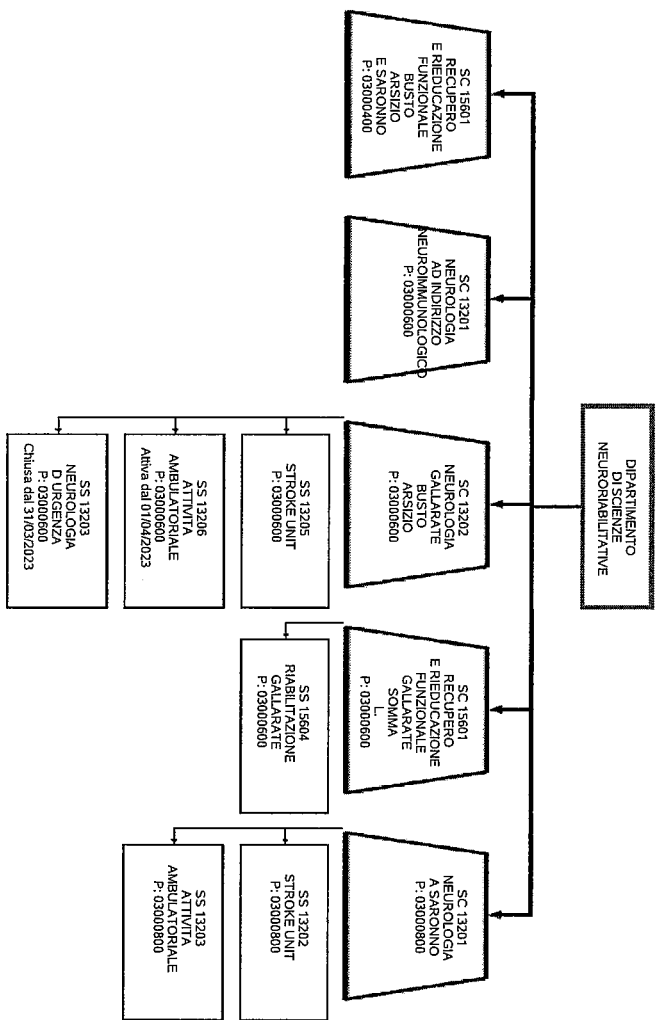 DIPARTIMENTO
DI SCIENZE
NEURORIABILITATIVE
SC 15601
RECUPERO
E RIEDUCAZIONE
FUNZIONALE
BUSTO
ARSIZIO
E SARONNO
P: 03000400
SC 13201
NEUROLOGIA
AD INDIRIZZO
NEUROIMMUNOLOGICO
P: 03000600
SC 13202
NEUROLOGIA
GALLARATE
BUSTO
ARSIZIO
P: 03000600
SS 13205
STROKE UNIT
P: 03000600
SS 13206
ATTIVITA
AMBULATORIALE
P: 03000600
Attiva dal 01/04/2023
SS 13203
NEUROLOGIA
D URGENZA
P: 03000600
Chiusa dal 31/03/2023
SC 15601
RECUPERO
E RIEDUCAZIONE
FUNZIONALE
GALLARATE
SOMMA
L.
P: 03000600
SS 15604
RIABILITAZIONE
GALLARATE
P: 03000600
SC 13201
NEUROLOGIA
A SARONNO
P: 03000800
SS 13202
STROKE UNIT
P: 03000800
SS 13203
ATTIVITA
AMBULATORIALE
P: 03000800